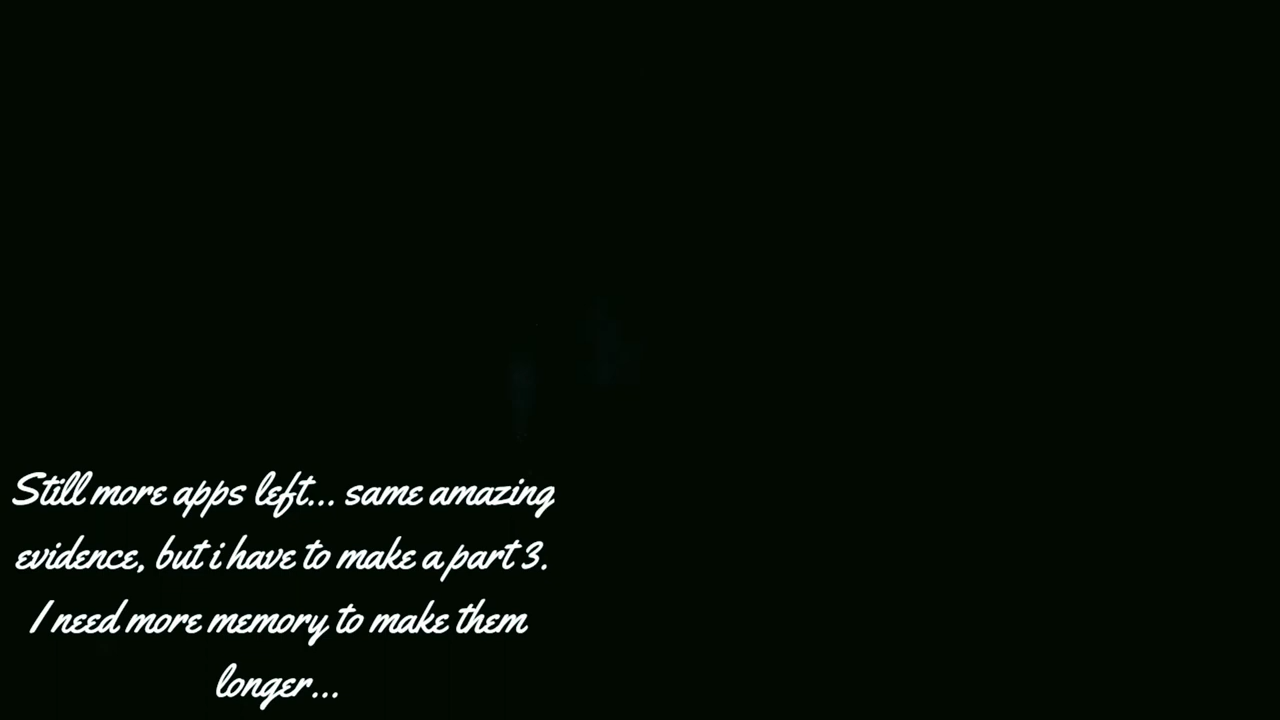 Still more apps left... same amazing
evidence, but i have to make a part 3.
I need more memory to make them
longer...